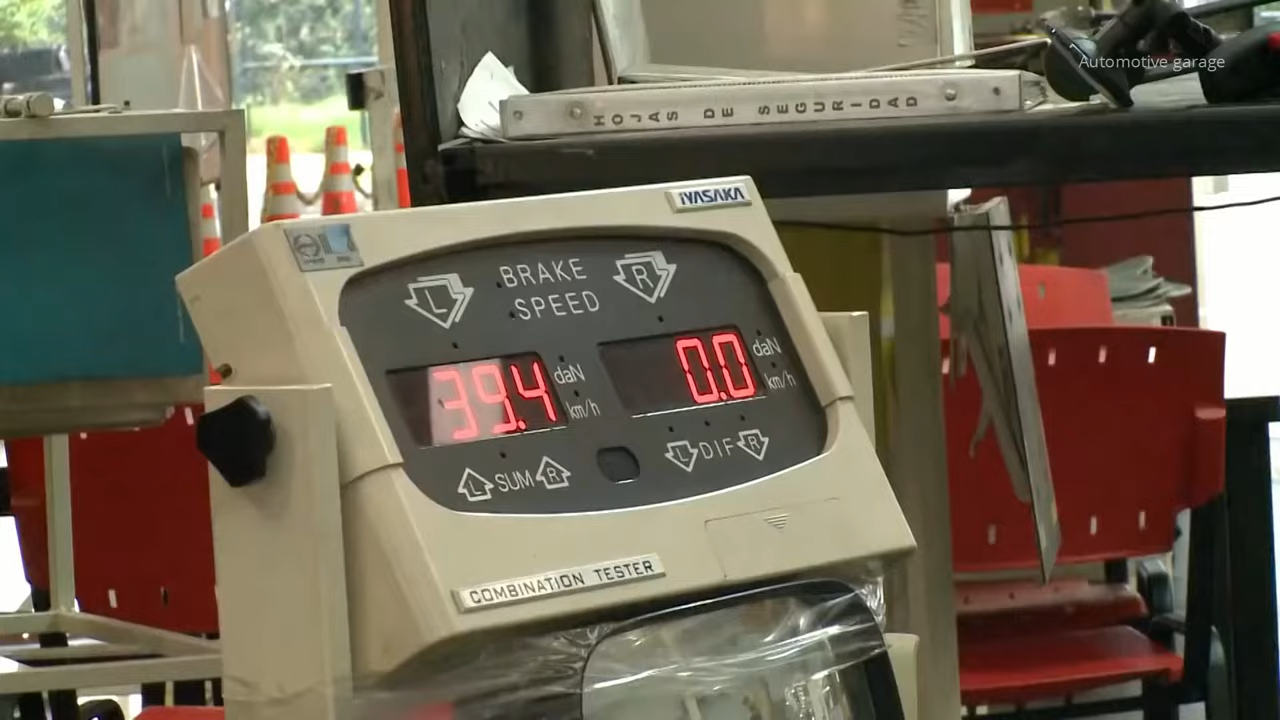 Automotive garage
HOJAS DE SEGURIDAD
IYASAKA
BRAKE
SPEED
L
R
39.4
daN
km/h
0.0
daN
km/h
L SUM R
L DIF R
COMBINATION TESTER